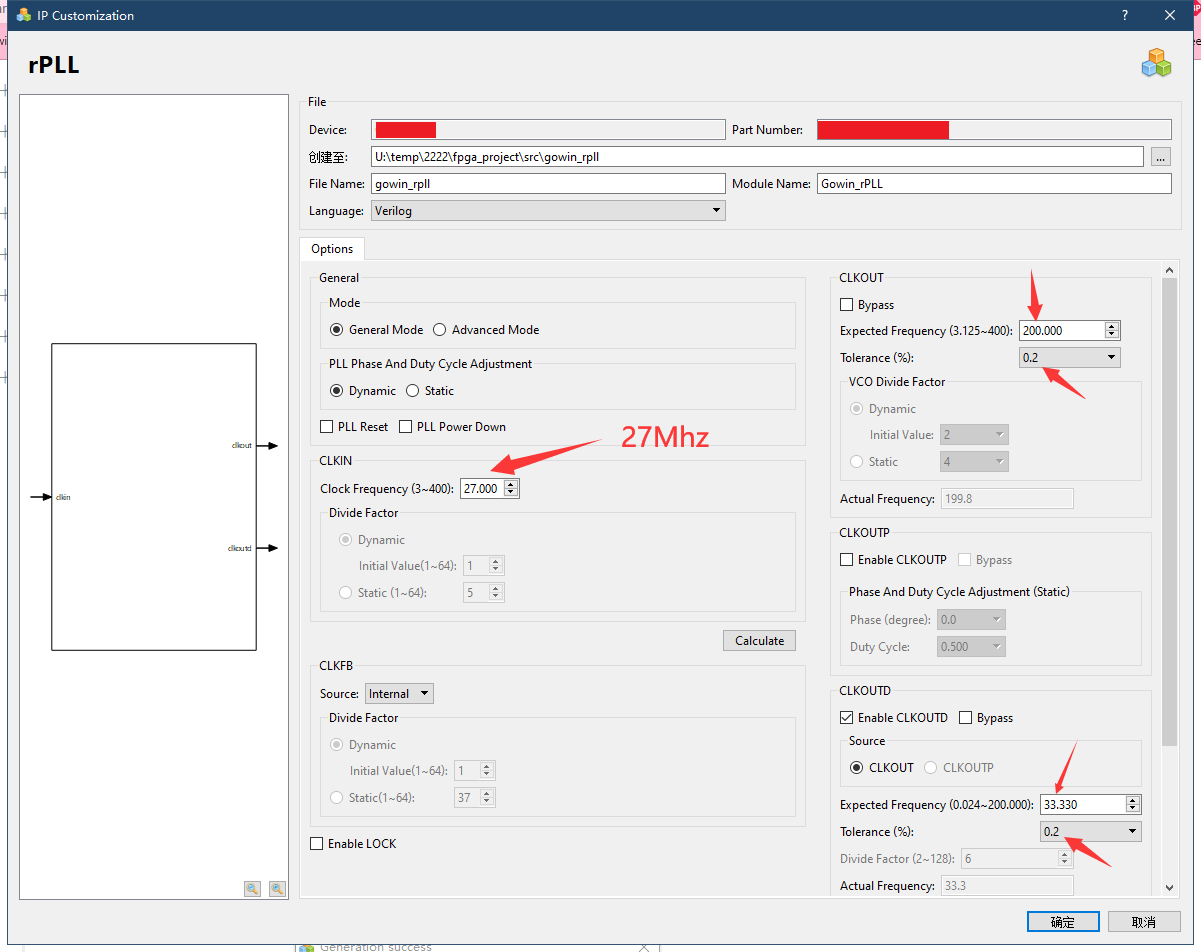 IP Customization
?
rPLL
File
Device:
Part Number:
创建至: U:\temp\2222\fpga_project\src\gowin_rpll ...
File Name: gowin_rpll Module Name: Gowin_rPLL
Language: Verilog
Options
clkin
clkout
clkoutd
General
Mode
General Mode Advanced Mode
PLL Phase And Duty Cycle Adjustment
Dynamic Static
PLL Reset PLL Power Down
27Mhz
CLKIN
Clock Frequency (3~400): 27.000
Divide Factor
Dynamic
Initial Value(1~64): 1
Static (1~64): 5
Calculate
CLKFB
Source: Internal
Divide Factor
Dynamic
Initial Value(1~64): 1
Static(1~64): 37
Enable LOCK
CLKOUT
Bypass
Expected Frequency (3.125~400): 200.000
Tolerance (%): 0.2
VCO Divide Factor
Dynamic
Initial Value: 2
Static 4
Actual Frequency: 199.8
CLKOUTP
Enable CLKOUTP Bypass
Phase And Duty Cycle Adjustment (Static)
Phase (degree): 0.0
Duty Cycle: 0.500
CLKOUTD
Enable CLKOUTD Bypass
Source
CLKOUT CLKOUTP
Expected Frequency (0.024~200.000): 33.330
Tolerance (%): 0.2
Divide Factor (2~128): 6
Actual Frequency: 33.3
确定 取消
Generation success